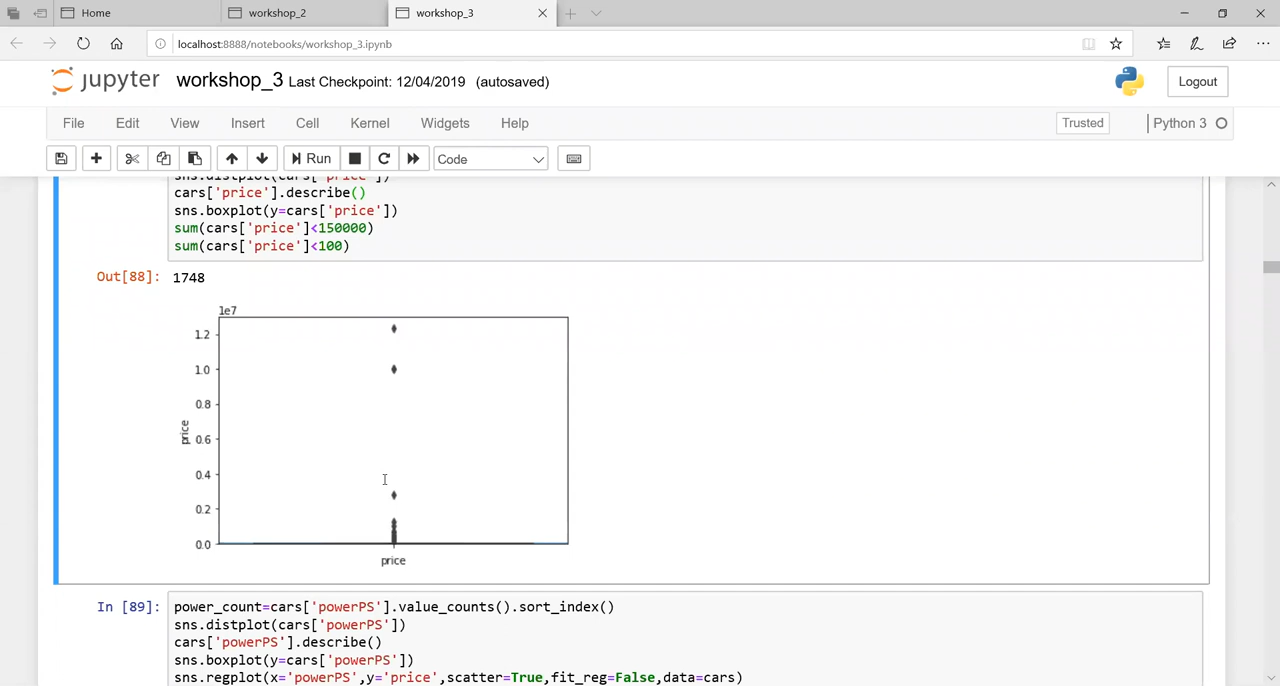 Home
workshop_2
workshop_3
localhost:8888/notebooks/workshop_3.ipynb
jupyter
workshop_3 Last Checkpoint: 12/04/2019 (autosaved)
Logout
File Edit View Insert Cell Kernel Widgets Help
Trusted
Python 3
Run
Code
sns.distplot(cars['price'])
cars['price'].describe()
sns.boxplot(y=cars['price'])
sum(cars['price']<150000)
sum(cars['price']<100)
Out[88]: 1748
1e7
1.2
1.0
0.8
0.6
0.4
0.2
0.0
price
price
In [89]: power_count=cars['powerPS'].value_counts().sort_index()
sns.distplot(cars['powerPS'])
cars['powerPS'].describe()
sns.boxplot(y=cars['powerPS'])
sns.regplot(x='powerPS',y='price',scatter=True,fit_reg=False,data=cars)